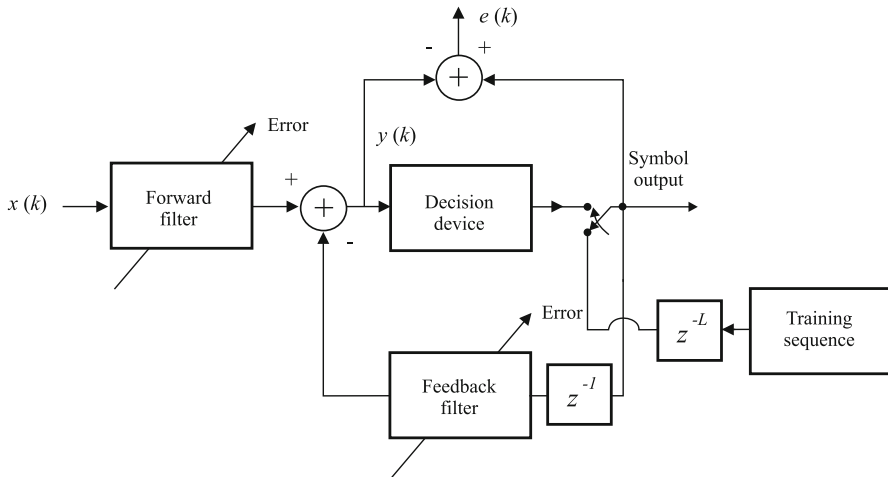 e (k)
- +
+
Error
y (k)
Symbol
output
x (k)
Forward
filter
+
+
-
Decision
device
Error
z -L
Training
sequence
Feedback
filter
z -1